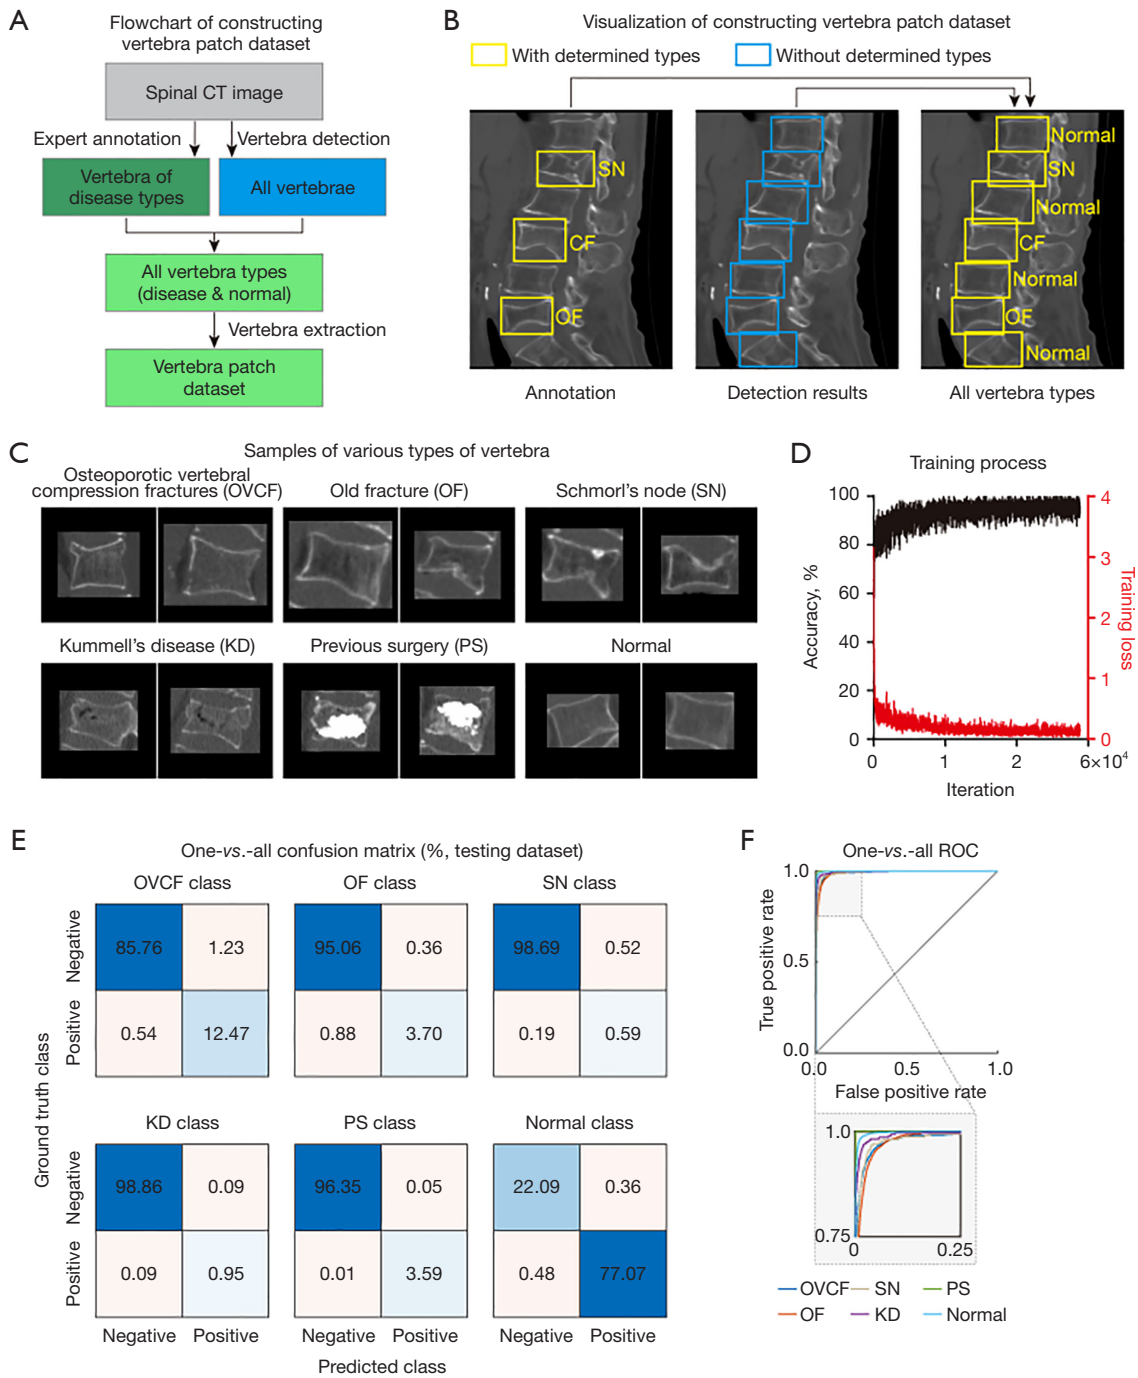 A
Flowchart of constructing
vertebra patch dataset
Spinal CT image
Expert annotation
Vertebra detection
Vertebra of
disease types
All vertebrae
All vertebra types
(disease & normal)
Vertebra extraction
Vertebra patch
dataset
B
Visualization of constructing vertebra patch dataset
With determined types
Without determined types
SN
CF
OF
Normal
SN
Normal
CF
Normal
OF
Normal
Annotation
Detection results
All vertebra types
C
Samples of various types of vertebra
Osteoporotic vertebral
compression fractures (OVCF)
Old fracture (OF)
Schmorl's node (SN)
Kummell's disease (KD)
Previous surgery (PS)
Normal
D
Training process
100
80
60
40
20
0
Accuracy, %
4
3
2
1
0
Training loss
0
1
2
6×10⁴
Iteration
E
One-vs.-all confusion matrix (%, testing dataset)
OVCF class
OF class
SN class
Negative
85.76
1.23
95.06
0.36
98.69
0.52
Positive
0.54
12.47
0.88
3.70
0.19
0.59
Ground truth class
KD class
PS class
Normal class
Negative
98.86
0.09
96.35
0.05
22.09
0.36
Positive
0.09
0.95
0.01
3.59
0.48
77.07
Negative
Positive
Negative
Positive
Negative
Positive
Predicted class
F
One-vs.-all ROC
1.0
0.5
0.0
True positive rate
0.0
0.5
1.0
False positive rate
1.0
0.75
0
0.25
OVCF
SN
PS
OF
KD
Normal